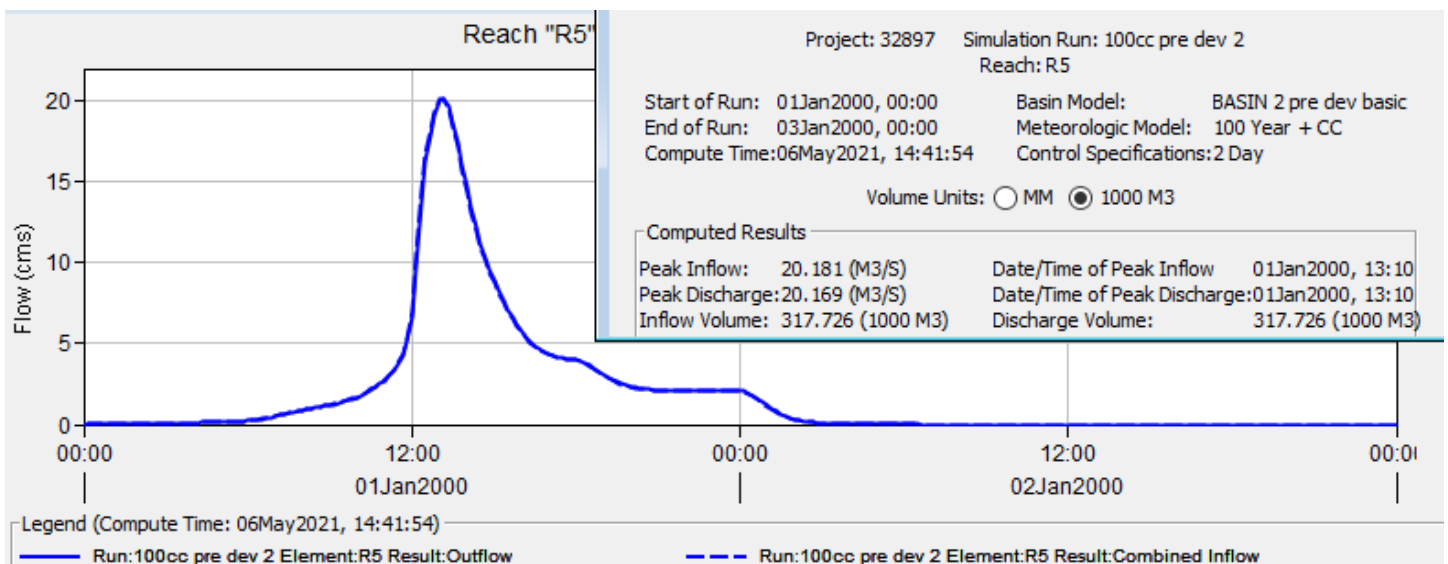 Reach "R5"
Project: 32897 Simulation Run: 100cc pre dev 2
Reach: R5
Start of Run: 01Jan2000, 00:00 Basin Model: BASIN 2 pre dev basic
End of Run: 03Jan2000, 00:00 Meteorologic Model: 100 Year + CC
Compute Time:06May2021, 14:41:54 Control Specifications:2 Day
Volume Units: MM 1000 M3
Computed Results
Peak Inflow: 20.181 (M3/S) Date/Time of Peak Inflow 01Jan2000, 13:10
Peak Discharge:20.169 (M3/S) Date/Time of Peak Discharge:01Jan2000, 13:10
Inflow Volume: 317.726 (1000 M3) Discharge Volume: 317.726 (1000 M3)
Flow (cms)
20
15
10
5
0
00:00 12:00 00:00 12:00 00:0
01Jan2000 02Jan2000
Legend (Compute Time: 06May2021, 14:41:54)
Run:100cc pre dev 2 Element:R5 Result:Outflow Run:100cc pre dev 2 Element:R5 Result:Combined Inflow